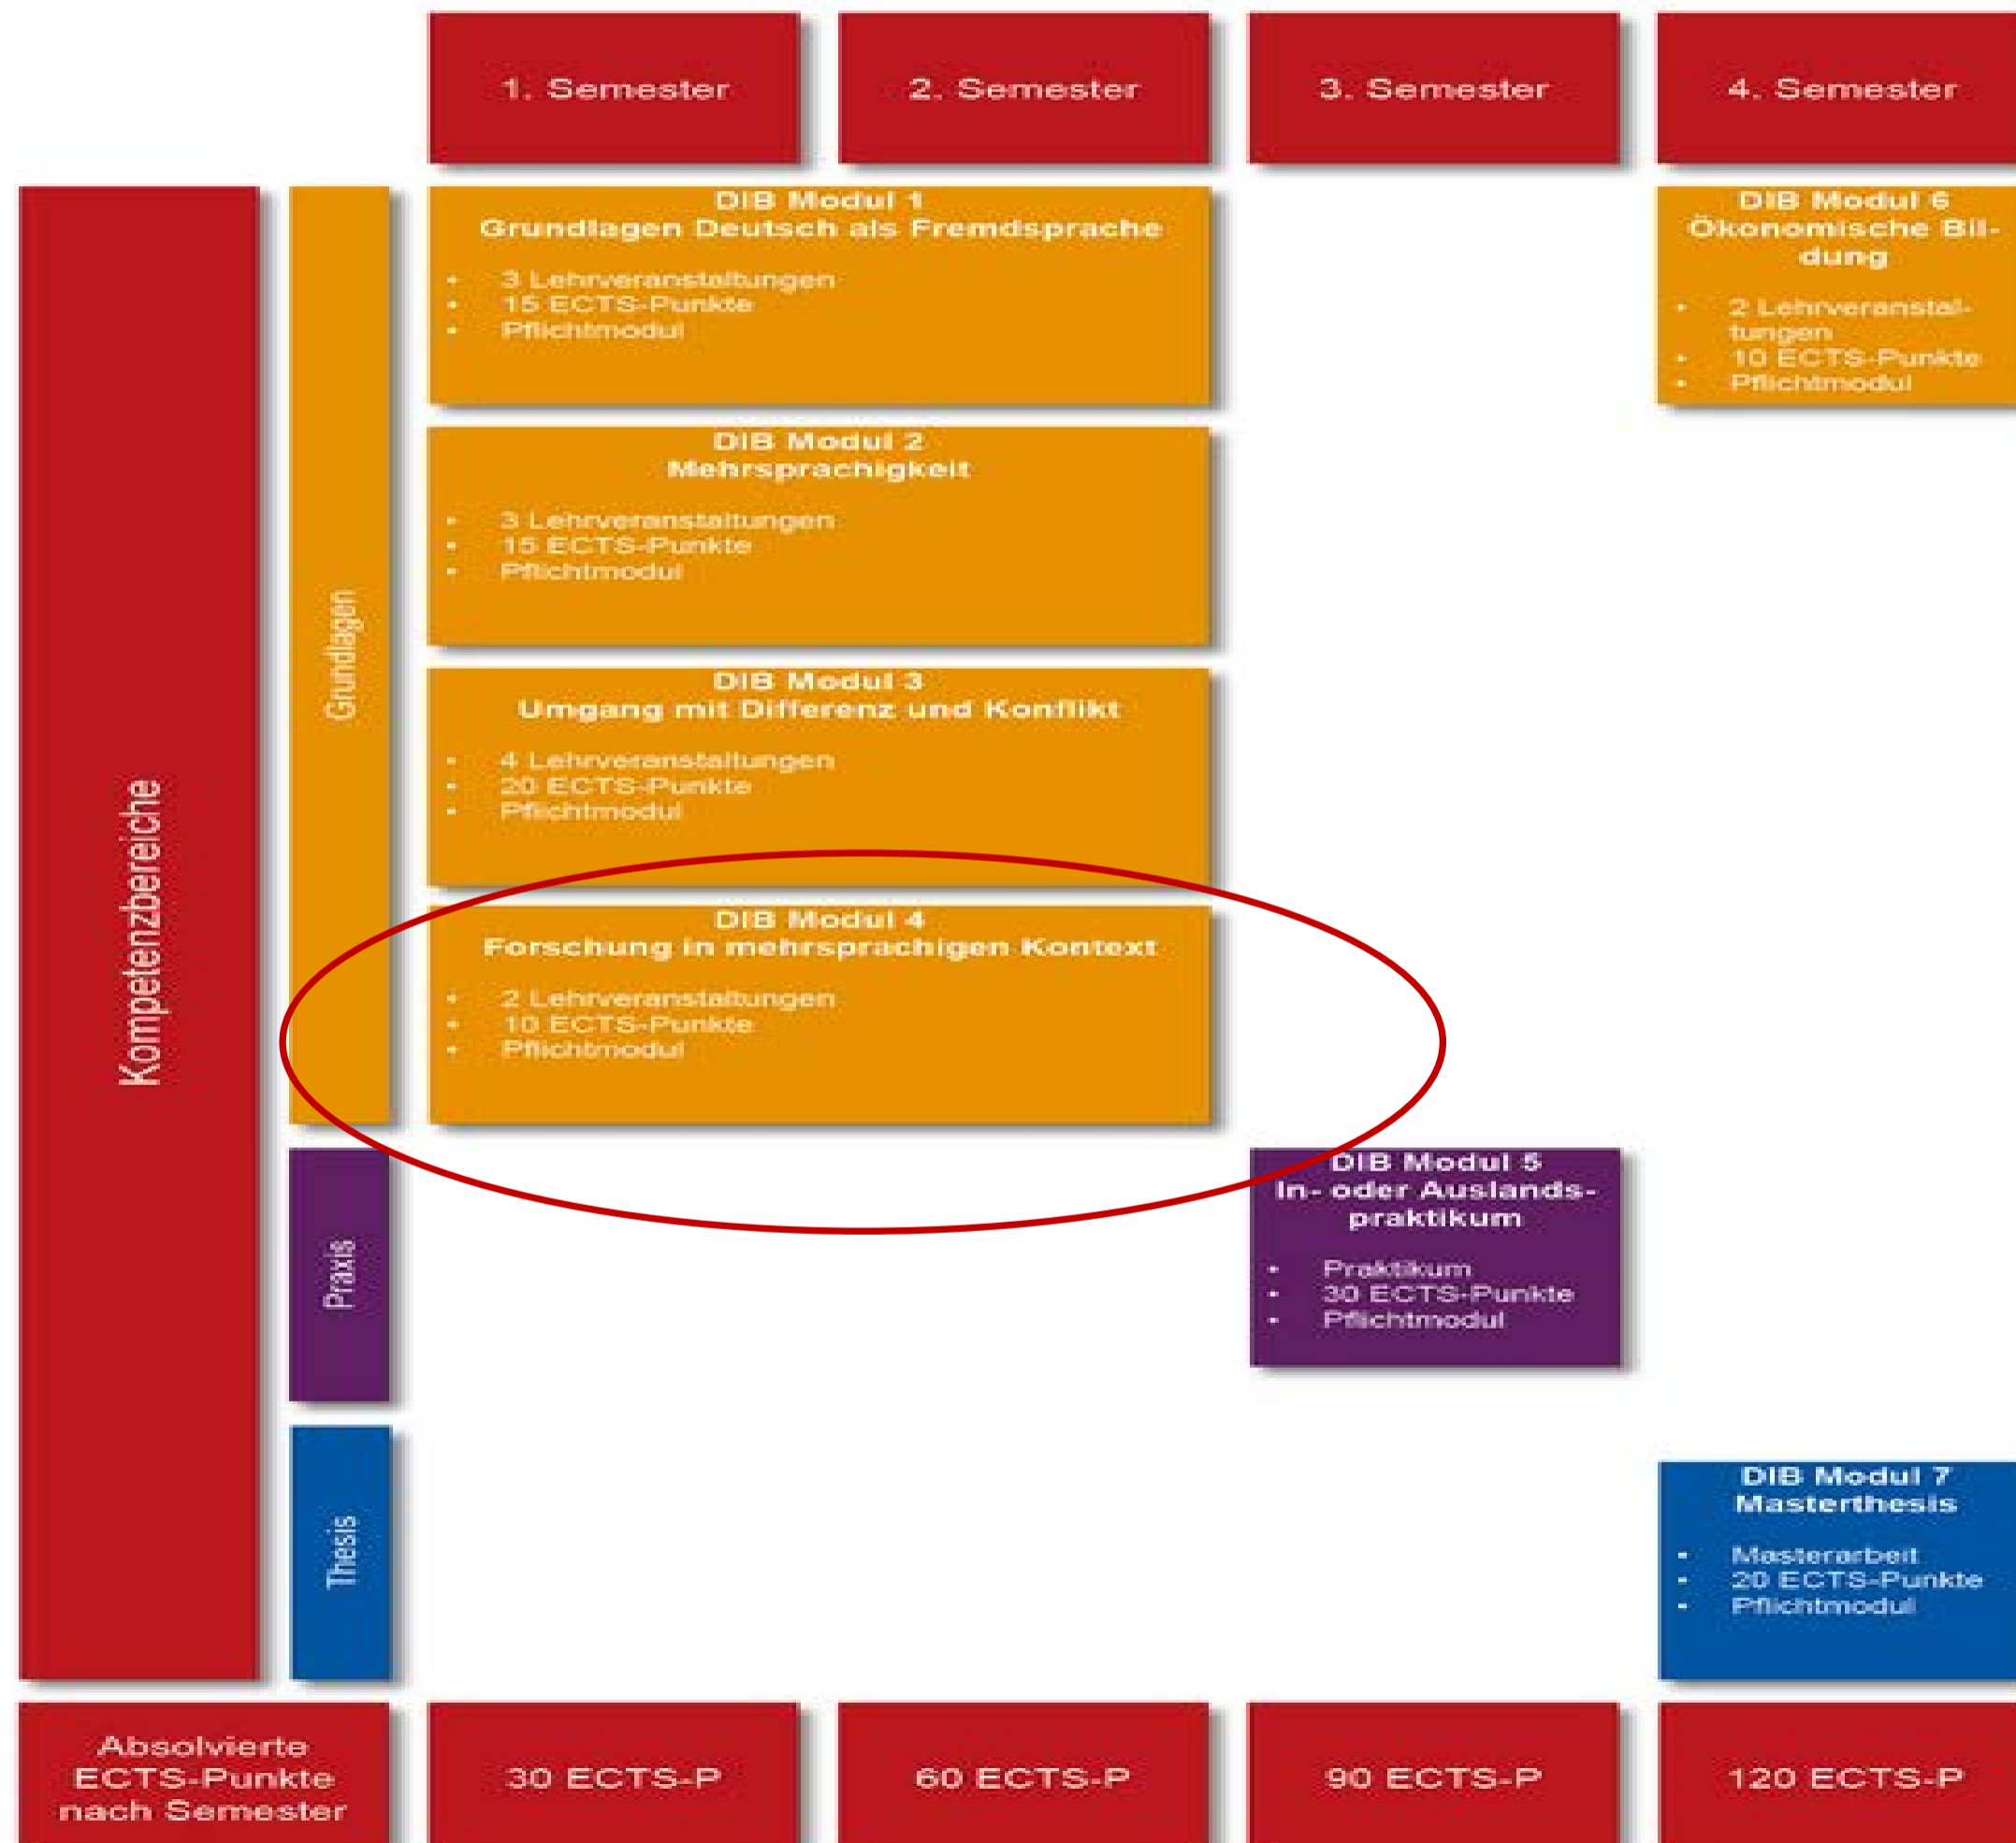 1. Semester
2. Semester
3. Semester
4. Semester
Kompetenzbereiche
Grundlagen
DIB Modul 1
Grundlagen Deutsch als Fremdsprache
• 3 Lehrveranstaltungen
• 15 ECTS-Punkte
• Pflichtmodul
DIB Modul 6
Ökonomische Bil-
dung
• 2 Lehrveranstal-
tungen
• 10 ECTS-Punkte
• Pflichtmodul
DIB Modul 2
Mehrsprachigkeit
• 3 Lehrveranstaltungen
• 15 ECTS-Punkte
• Pflichtmodul
DIB Modul 3
Umgang mit Differenz und Konflikt
• 4 Lehrveranstaltungen
• 20 ECTS-Punkte
• Pflichtmodul
DIB Modul 4
Forschung in mehrsprachigen Kontext
• 2 Lehrveranstaltungen
• 10 ECTS-Punkte
• Pflichtmodul
Praxis
DIB Modul 5
In- oder Auslands-
praktikum
• Praktikum
• 30 ECTS-Punkte
• Pflichtmodul
Thesis
DIB Modul 7
Masterthesis
• Masterarbeit
• 20 ECTS-Punkte
• Pflichtmodul
Absolvierte
ECTS-Punkte
nach Semester
30 ECTS-P
60 ECTS-P
90 ECTS-P
120 ECTS-P